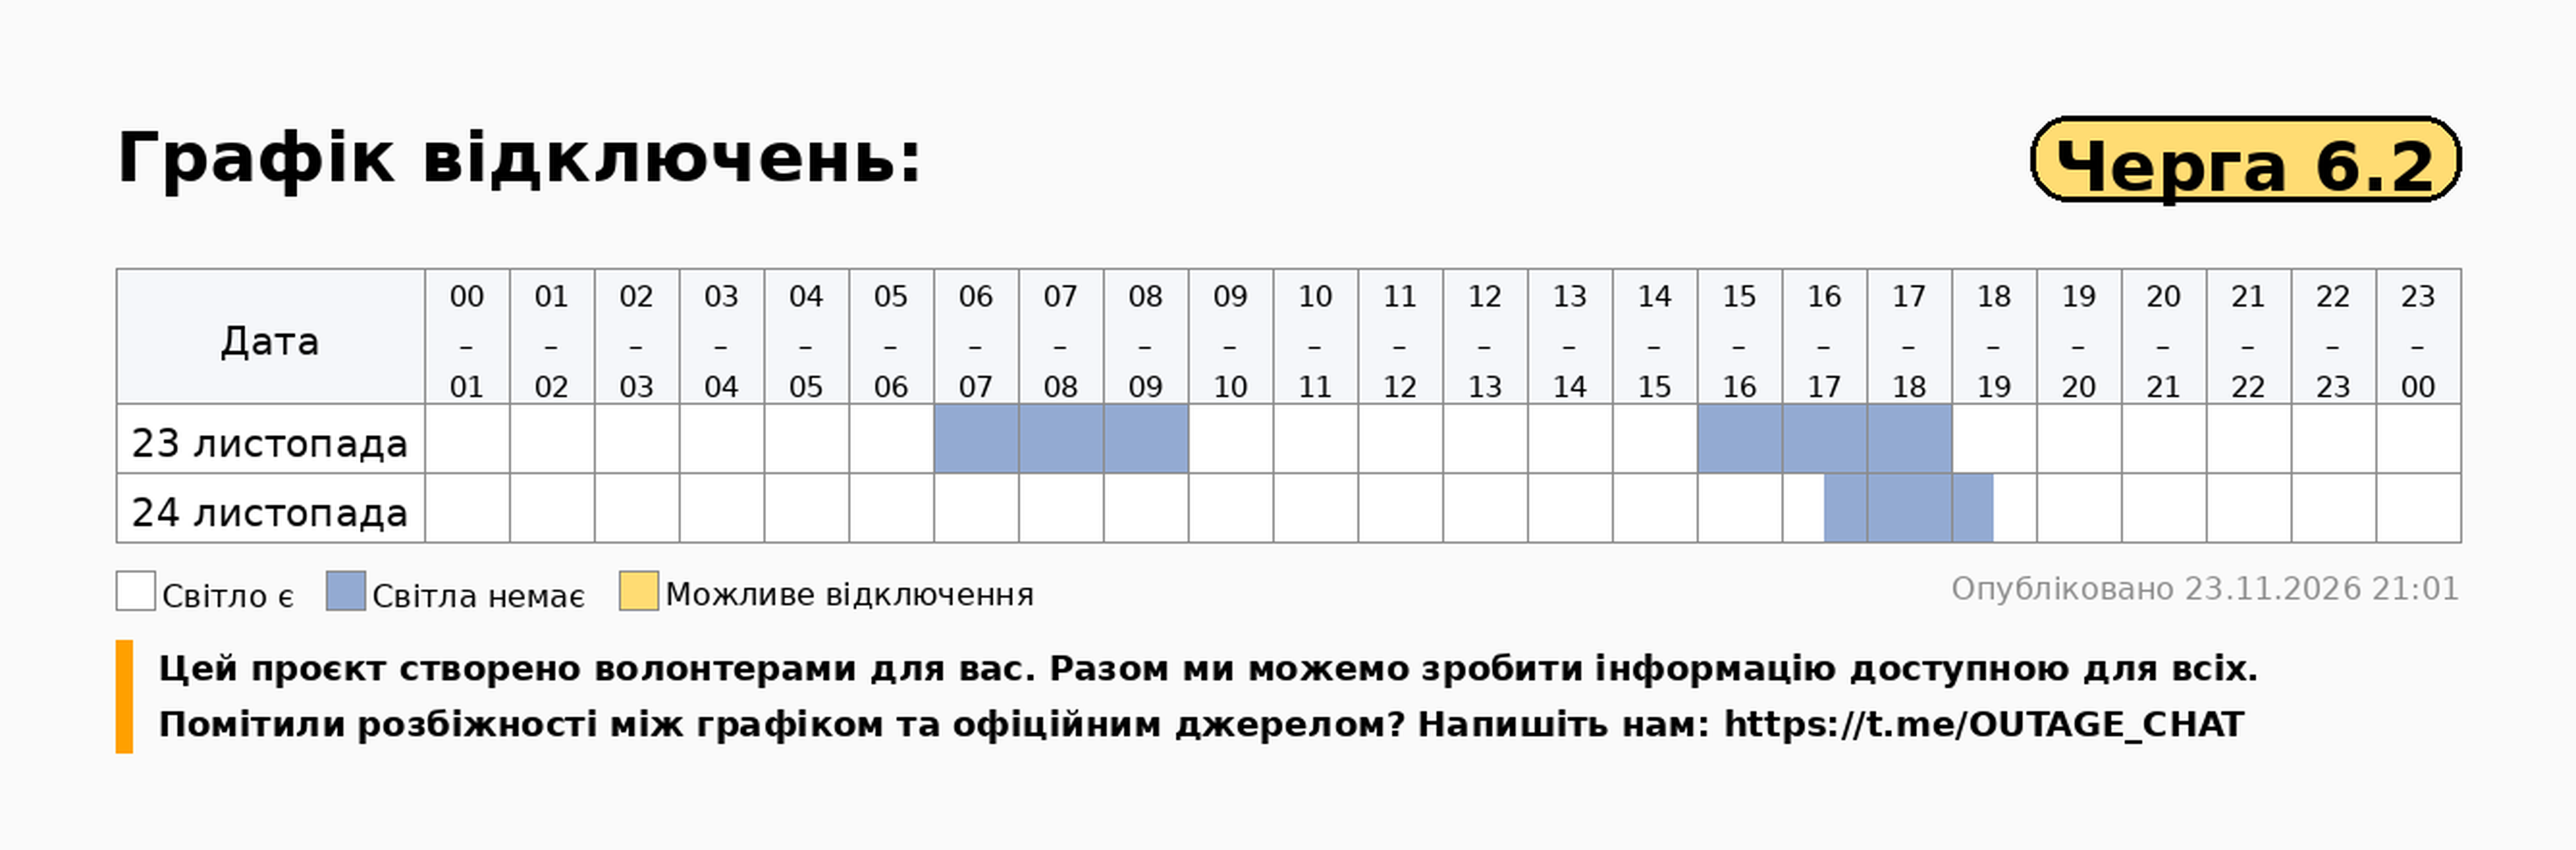 Графік відключень:
Черга 6.2
Дата
00 – 01
01 – 02
02 – 03
03 – 04
04 – 05
05 – 06
06 – 07
07 – 08
08 – 09
09 – 10
10 – 11
11 – 12
12 – 13
13 – 14
14 – 15
15 – 16
16 – 17
17 – 18
18 – 19
19 – 20
20 – 21
21 – 22
22 – 23
23 – 00
23 листопада
24 листопада
Світло є
Світла немає
Можливе відключення
Опубліковано 23.11.2026 21:01
Цей проєкт створено волонтерами для вас. Разом ми можемо зробити інформацію доступною для всіх.
Помітили розбіжності між графіком та офіційним джерелом? Напишіть нам: https://t.me/OUTAGE_CHAT